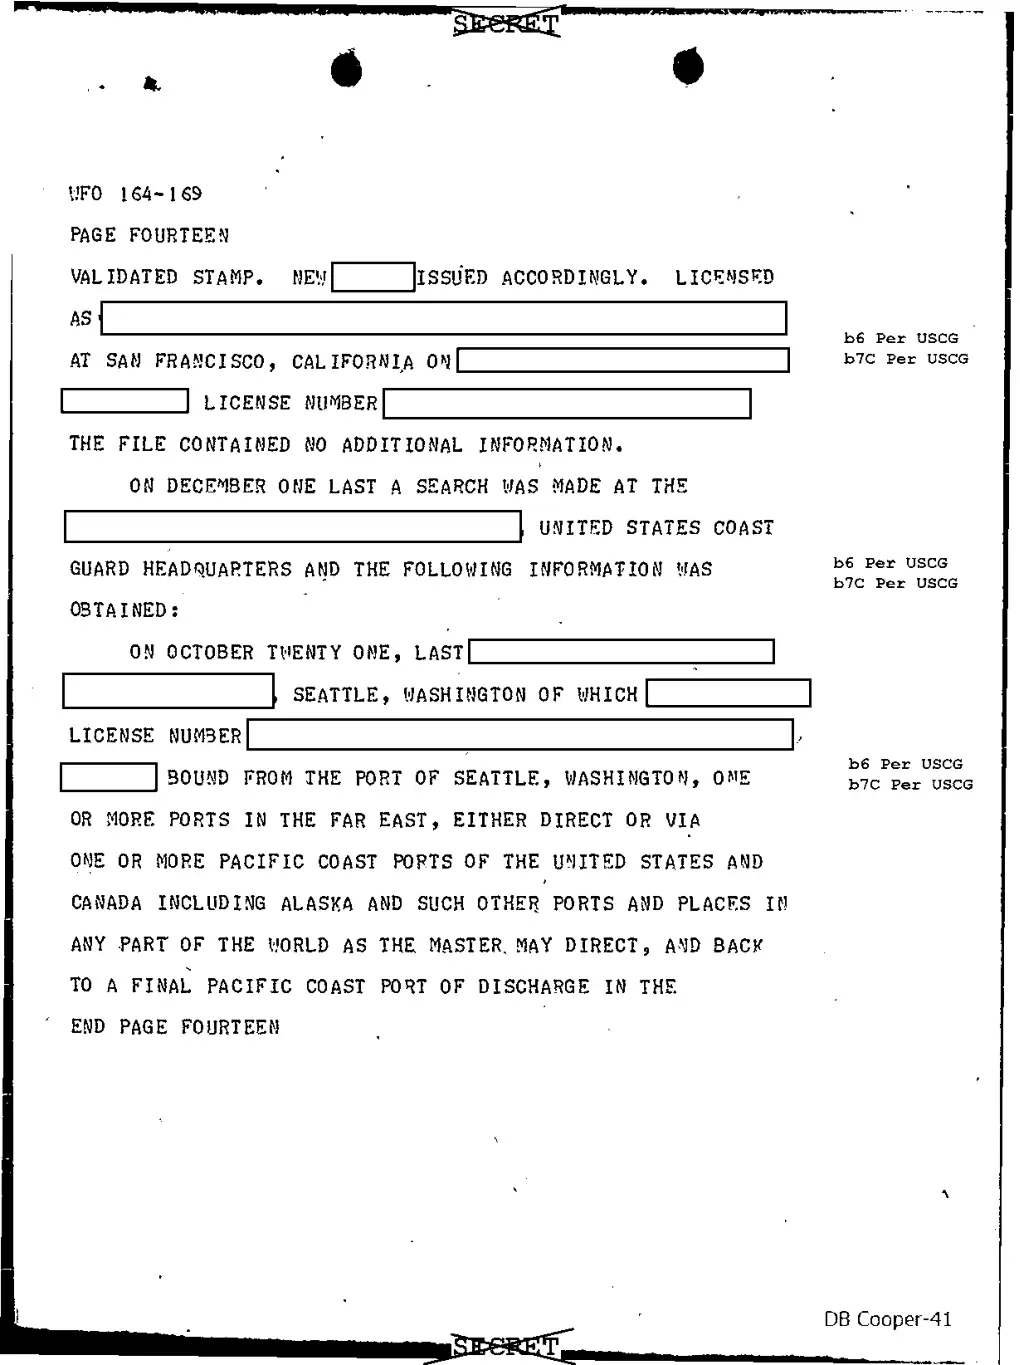 SECRET
WFO 164-169
PAGE FOURTEEN
VALIDATED STAMP. NEW ISSUED ACCORDINGLY. LICENSED
AS
b6 Per USCG
AT SAN FRANCISCO, CALIFORNIA ON
b7C Per USCG
LICENSE NUMBER
THE FILE CONTAINED NO ADDITIONAL INFORMATION.
ON DECEMBER ONE LAST A SEARCH WAS MADE AT THE
, UNITED STATES COAST
GUARD HEADQUARTERS AND THE FOLLOWING INFORMATION WAS
b6 Per USCG
b7C Per USCG
OBTAINED:
ON OCTOBER TWENTY ONE, LAST
, SEATTLE, WASHINGTON OF WHICH
LICENSE NUMBER ,
b6 Per USCG
b7C Per USCG
BOUND FROM THE PORT OF SEATTLE, WASHINGTON, ONE
OR MORE PORTS IN THE FAR EAST, EITHER DIRECT OR VIA
ONE OR MORE PACIFIC COAST PORTS OF THE UNITED STATES AND
CANADA INCLUDING ALASKA AND SUCH OTHER PORTS AND PLACES IN
ANY PART OF THE WORLD AS THE MASTER MAY DIRECT, AND BACK
TO A FINAL PACIFIC COAST PORT OF DISCHARGE IN THE
END PAGE FOURTEEN
DB Cooper-41
SECRET